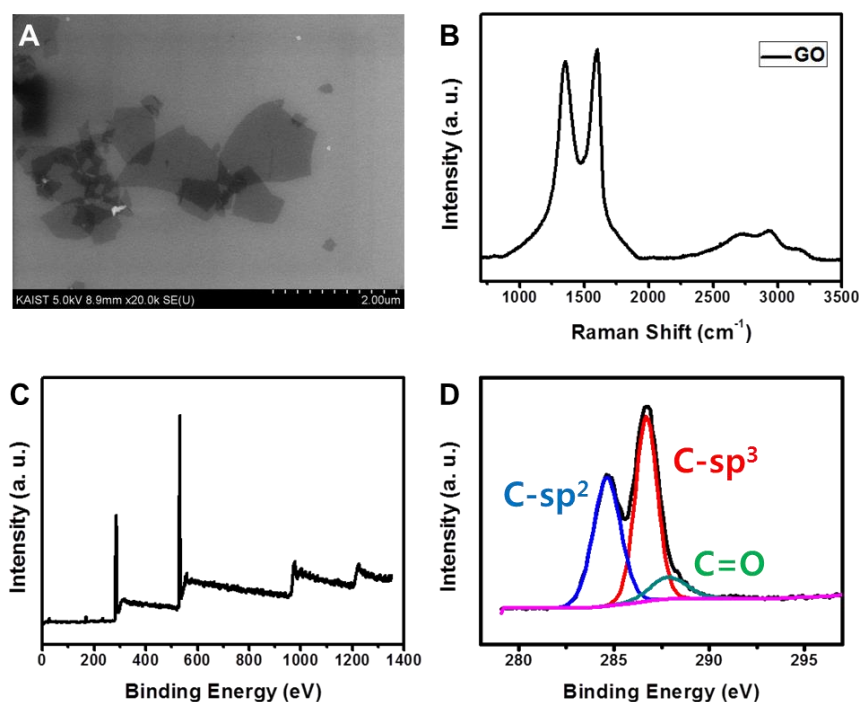 A
KAIST 5.0kV 8.9mm x20.0k SE(U) 2.00um
B
GO
Intensity (a. u.)
1000 1500 2000 2500 3000 3500
Raman Shift (cm⁻¹)
C
Intensity (a. u.)
0 200 400 600 800 1000 1200 1400
Binding Energy (eV)
D
C-sp³
C-sp²
C=O
Intensity (a. u.)
280 285 290 295
Binding Energy (eV)